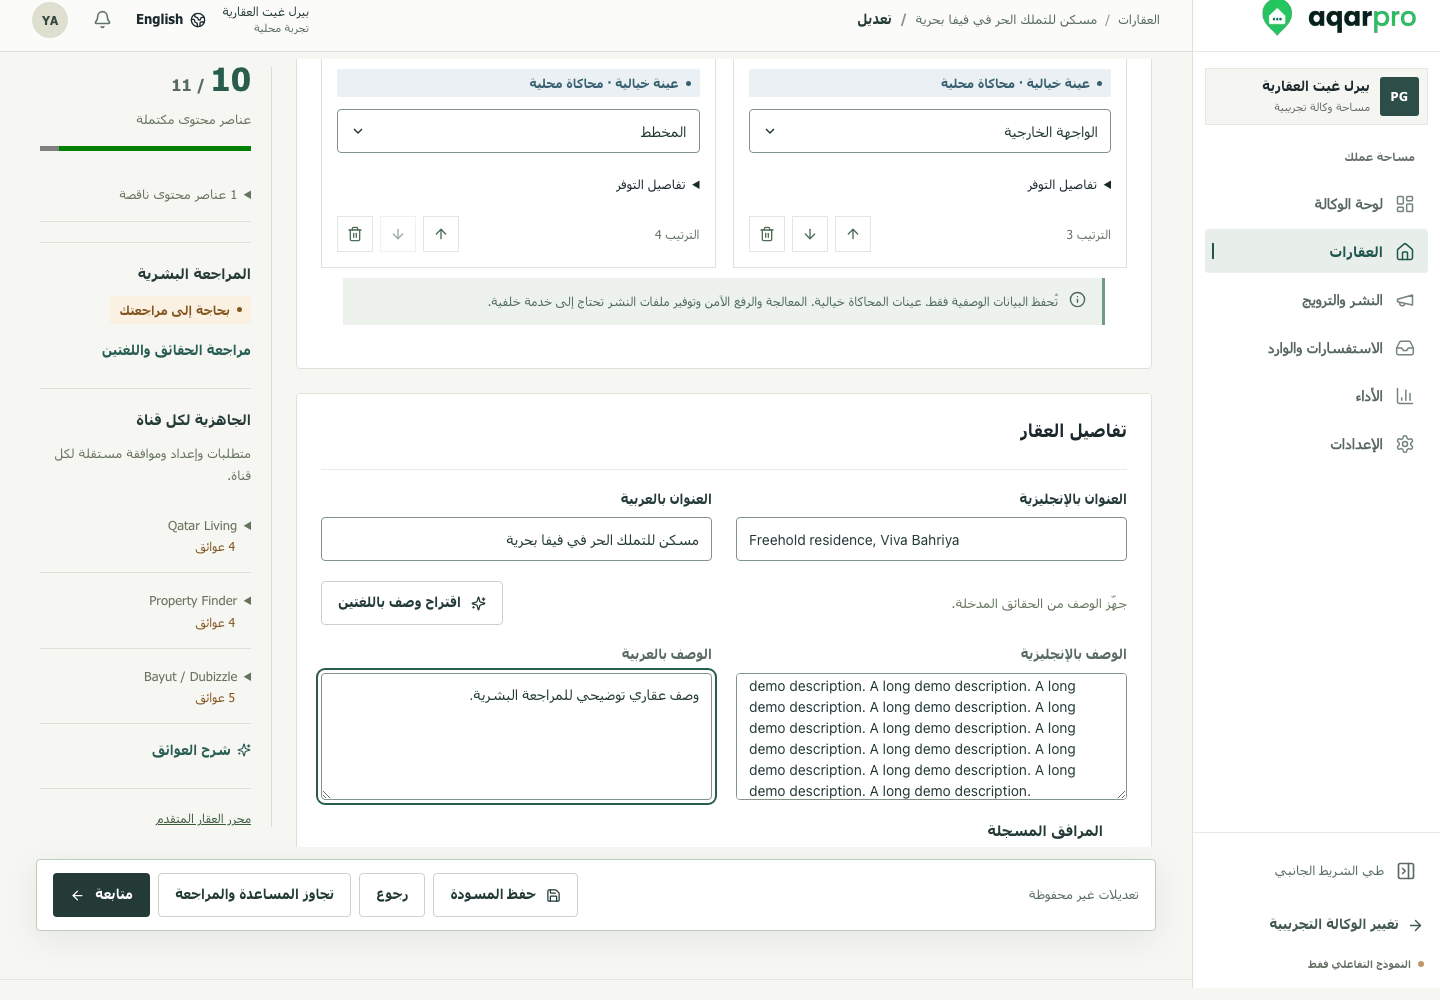 aqarpro
PG
بيرل غيت العقارية
مساحة وكالة تجريبية
مساحة عملك
لوحة الوكالة
العقارات
النشر والترويج
الاستفسارات والوارد
الأداء
الإعدادات
طي الشريط الجانبي
تغيير الوكالة التجريبية
النموذج التفاعلي فقط
العقارات / مسكن للتملك الحر في فيفا بحرية / تعديل
بيرل غيت العقارية
تجربة محلية
English
YA
عينة خيالية · محاكاة محلية
الواجهة الخارجية
تفاصيل التوفر
الترتيب 3
عينة خيالية · محاكاة محلية
المخطط
تفاصيل التوفر
الترتيب 4
تُحفظ البيانات الوصفية فقط. عينات المحاكاة خيالية. المعالجة والرفع الآمن وتوفير ملفات النشر تحتاج إلى خدمة خلفية.
تفاصيل العقار
العنوان بالإنجليزية
Freehold residence, Viva Bahriya
العنوان بالعربية
مسكن للتملك الحر في فيفا بحرية
جهّز الوصف من الحقائق المدخلة.
اقتراح وصف باللغتين
الوصف بالإنجليزية
demo description. A long demo description. A long
demo description. A long demo description. A long
demo description. A long demo description. A long
demo description. A long demo description. A long
demo description. A long demo description. A long
demo description. A long demo description.
الوصف بالعربية
وصف عقاري توضيحي للمراجعة البشرية.
المرافق المسجلة
10 / 11
عناصر محتوى مكتملة
1 عناصر محتوى ناقصة
المراجعة البشرية
بحاجة إلى مراجعتك
مراجعة الحقائق واللغتين
الجاهزية لكل قناة
متطلبات وإعداد وموافقة مستقلة لكل
قناة.
Qatar Living
4 عوائق
Property Finder
4 عوائق
Bayut / Dubizzle
5 عوائق
شرح العوائق
محرر العقار المتقدم
تعديلات غير محفوظة
حفظ المسودة
رجوع
تجاوز المساعدة والمراجعة
متابعة